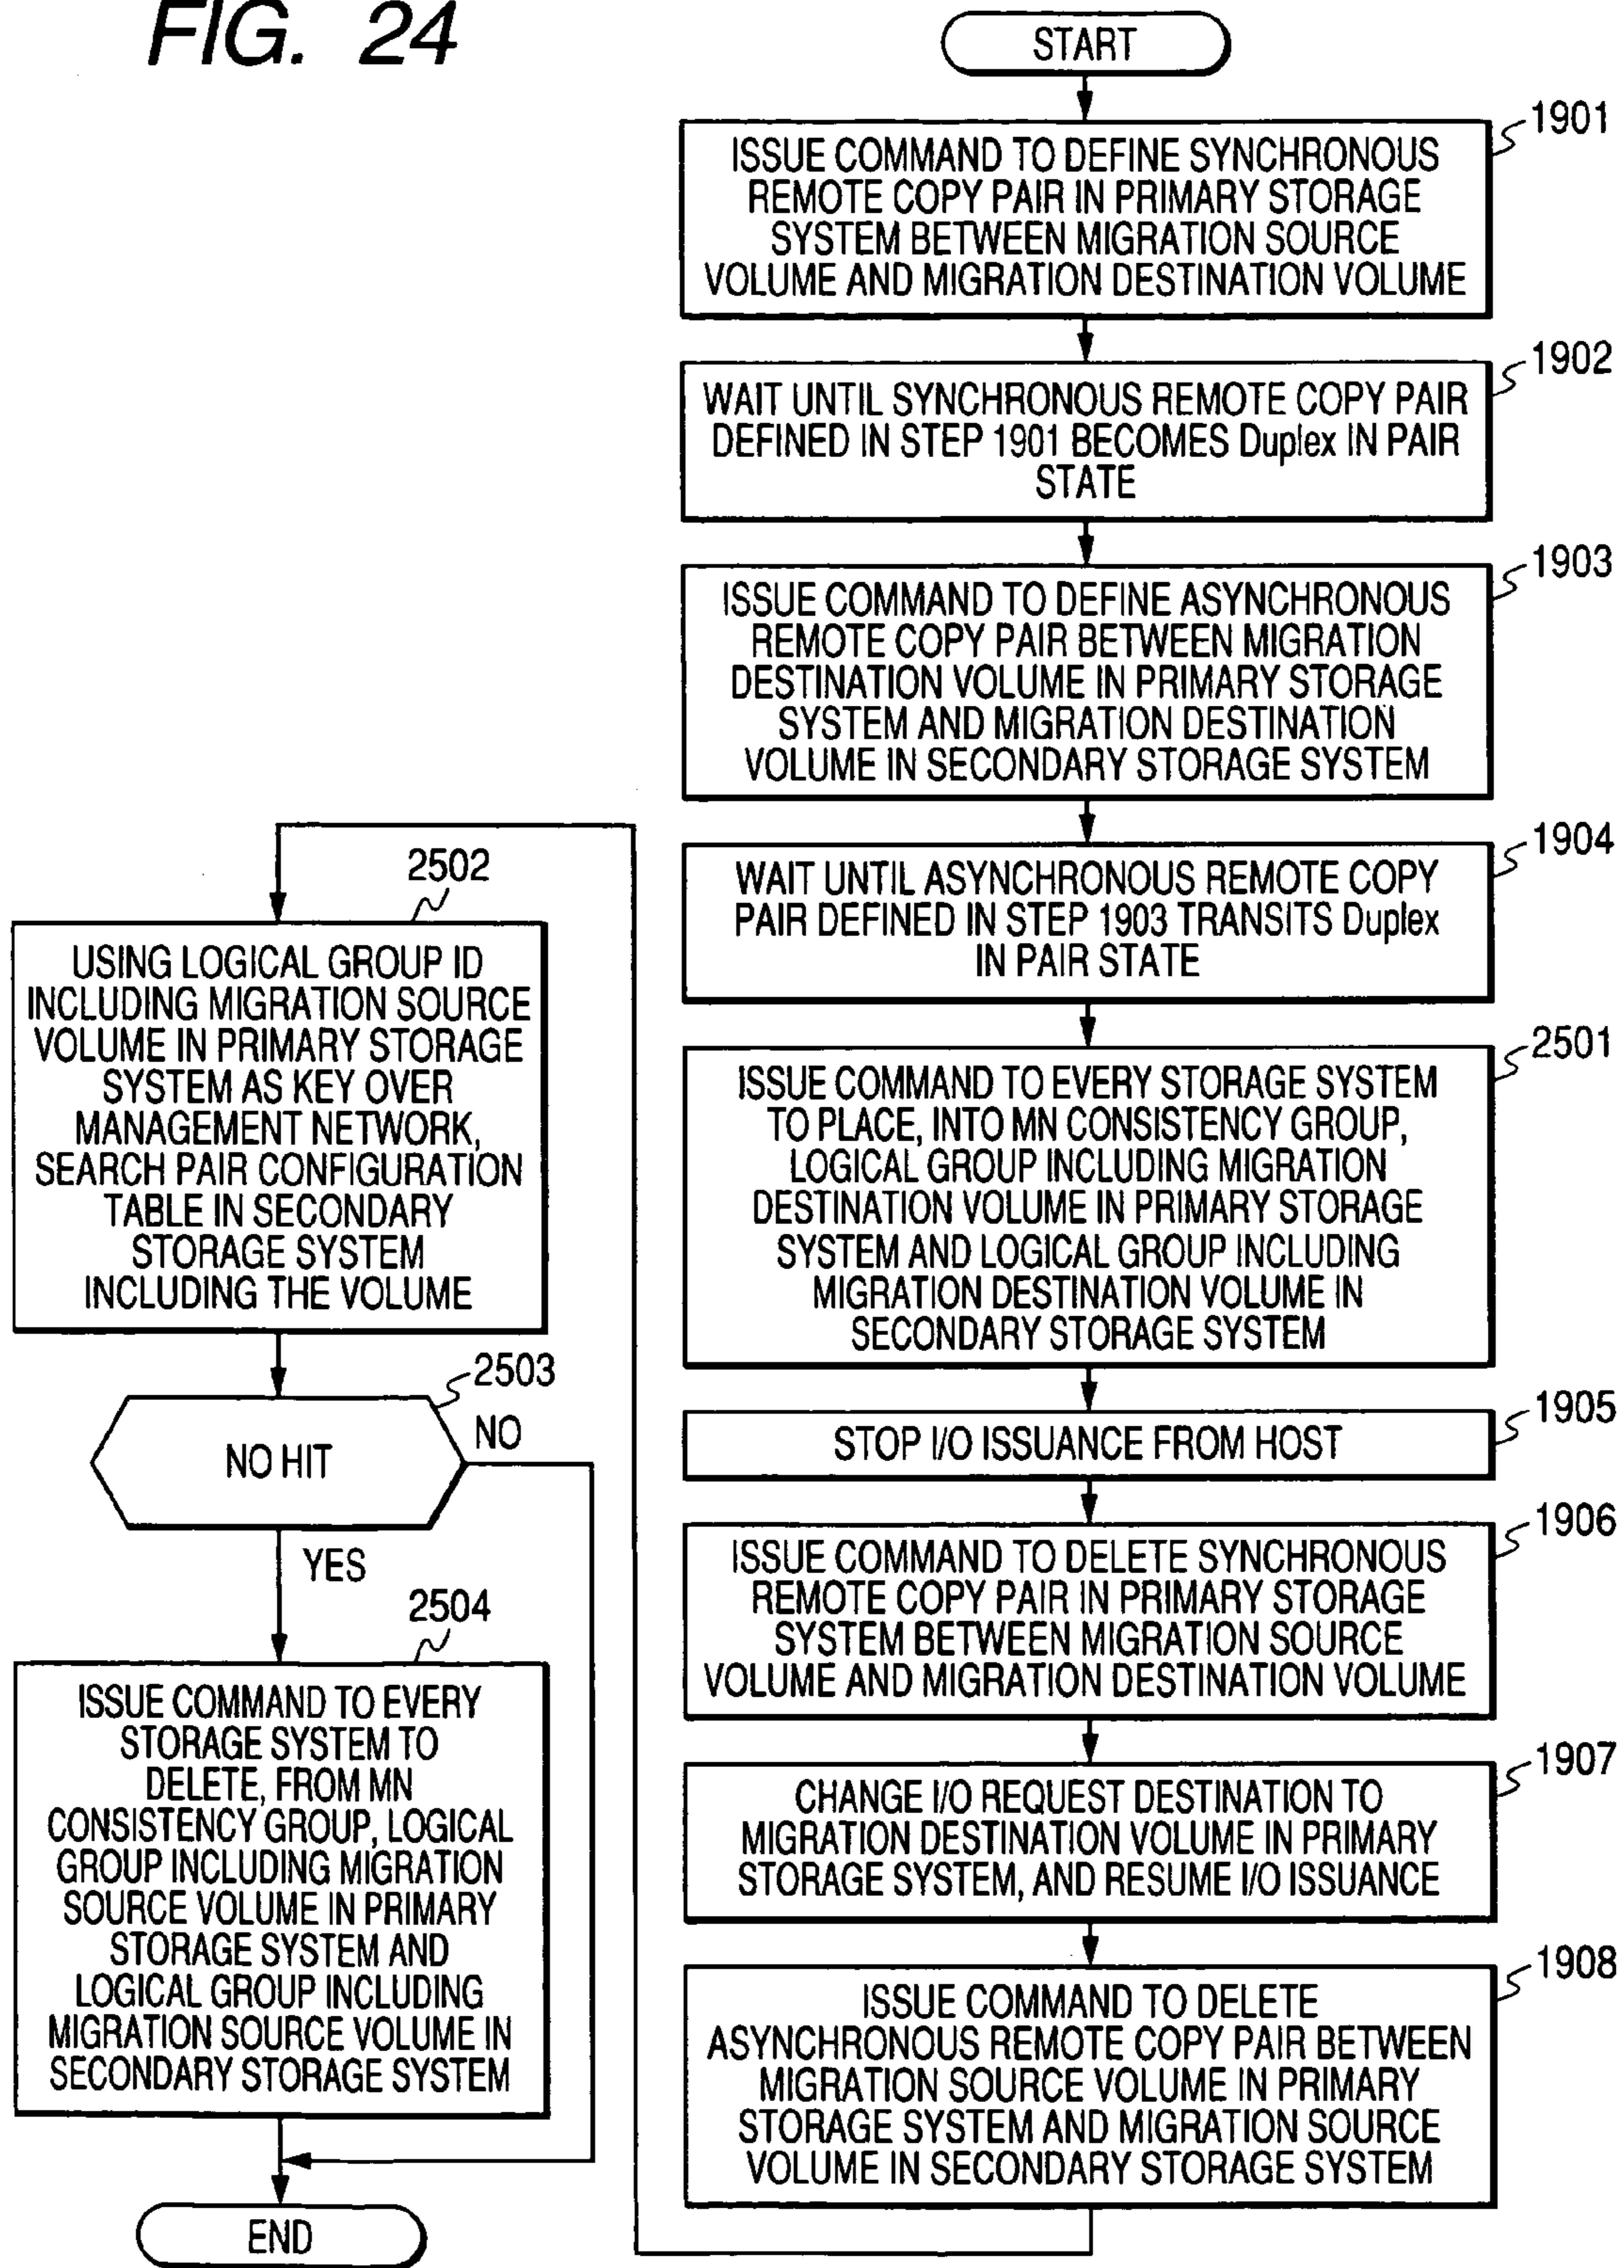 FIG. 24
START
1901
ISSUE COMMAND TO DEFINE SYNCHRONOUS
REMOTE COPY PAIR IN PRIMARY STORAGE
SYSTEM BETWEEN MIGRATION SOURCE
VOLUME AND MIGRATION DESTINATION VOLUME
1902
WAIT UNTIL SYNCHRONOUS REMOTE COPY PAIR
DEFINED IN STEP 1901 BECOMES Duplex IN PAIR
STATE
1903
ISSUE COMMAND TO DEFINE ASYNCHRONOUS
REMOTE COPY PAIR BETWEEN MIGRATION
DESTINATION VOLUME IN PRIMARY STORAGE
SYSTEM AND MIGRATION DESTINATION
VOLUME IN SECONDARY STORAGE SYSTEM
1904
WAIT UNTIL ASYNCHRONOUS REMOTE COPY
PAIR DEFINED IN STEP 1903 TRANSITS Duplex
IN PAIR STATE
2501
ISSUE COMMAND TO EVERY STORAGE SYSTEM
TO PLACE, INTO MN CONSISTENCY GROUP,
LOGICAL GROUP INCLUDING MIGRATION
DESTINATION VOLUME IN PRIMARY STORAGE
SYSTEM AND LOGICAL GROUP INCLUDING
MIGRATION DESTINATION VOLUME IN
SECONDARY STORAGE SYSTEM
1905
STOP I/O ISSUANCE FROM HOST
1906
ISSUE COMMAND TO DELETE SYNCHRONOUS
REMOTE COPY PAIR IN PRIMARY STORAGE
SYSTEM BETWEEN MIGRATION SOURCE
VOLUME AND MIGRATION DESTINATION VOLUME
1907
CHANGE I/O REQUEST DESTINATION TO
MIGRATION DESTINATION VOLUME IN PRIMARY
STORAGE SYSTEM, AND RESUME I/O ISSUANCE
1908
ISSUE COMMAND TO DELETE
ASYNCHRONOUS REMOTE COPY PAIR BETWEEN
MIGRATION SOURCE VOLUME IN PRIMARY
STORAGE SYSTEM AND MIGRATION SOURCE
VOLUME IN SECONDARY STORAGE SYSTEM
2502
USING LOGICAL GROUP ID
INCLUDING MIGRATION SOURCE
VOLUME IN PRIMARY STORAGE
SYSTEM AS KEY OVER
MANAGEMENT NETWORK,
SEARCH PAIR CONFIGURATION
TABLE IN SECONDARY
STORAGE SYSTEM
INCLUDING THE VOLUME
2503
NO HIT
NO
YES
2504
ISSUE COMMAND TO EVERY
STORAGE SYSTEM TO
DELETE, FROM MN
CONSISTENCY GROUP, LOGICAL
GROUP INCLUDING MIGRATION
SOURCE VOLUME IN PRIMARY
STORAGE SYSTEM AND
LOGICAL GROUP INCLUDING
MIGRATION SOURCE VOLUME IN
SECONDARY STORAGE SYSTEM
END